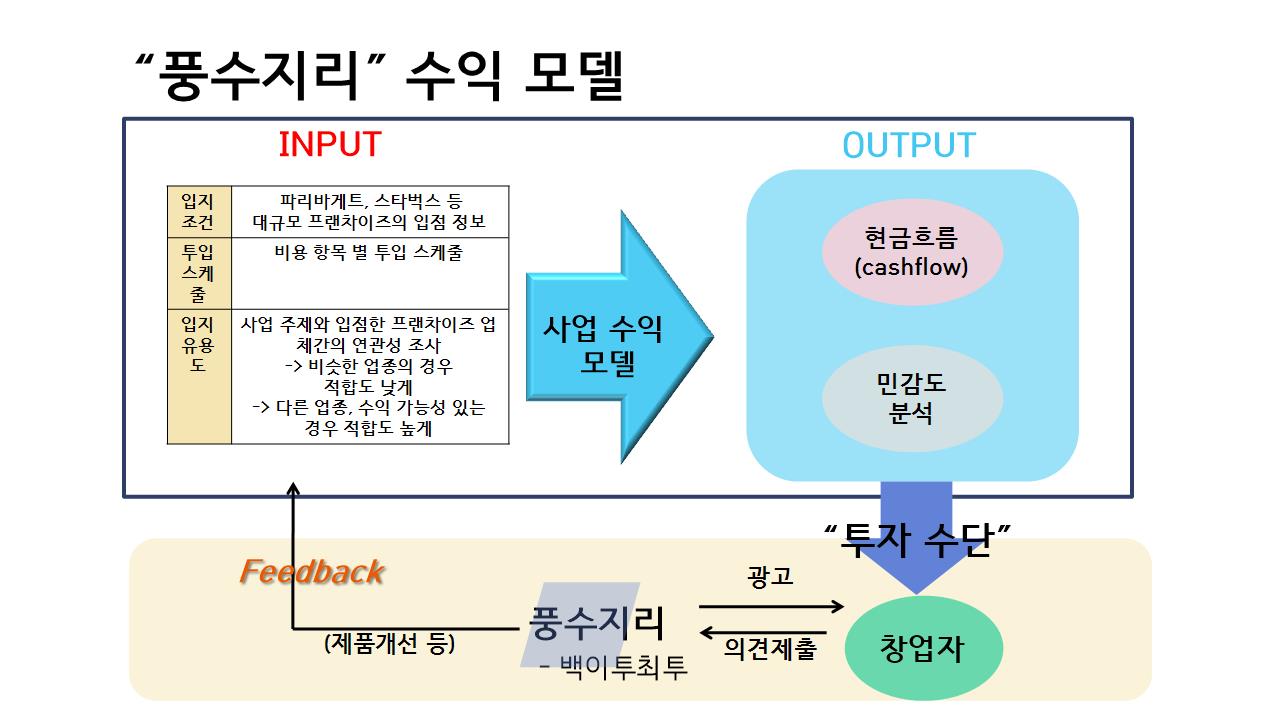 “풍수지리” 수익 모델
INPUT
OUTPUT
입지
조건
파리바게트, 스타벅스 등
대규모 프랜차이즈의 입점 정보
투입
스케
줄
비용 항목 별 투입 스케줄
입지
유용
도
사업 주제와 입점한 프랜차이즈 업
체간의 연관성 조사
-> 비슷한 업종의 경우
적합도 낮게
-> 다른 업종, 수익 가능성 있는
경우 적합도 높게
사업 수익
모델
현금흐름
(cashflow)
민감도
분석
“투자 수단”
Feedback
(제품개선 등)
풍수지리
- 백이투최투
광고
의견제출
창업자